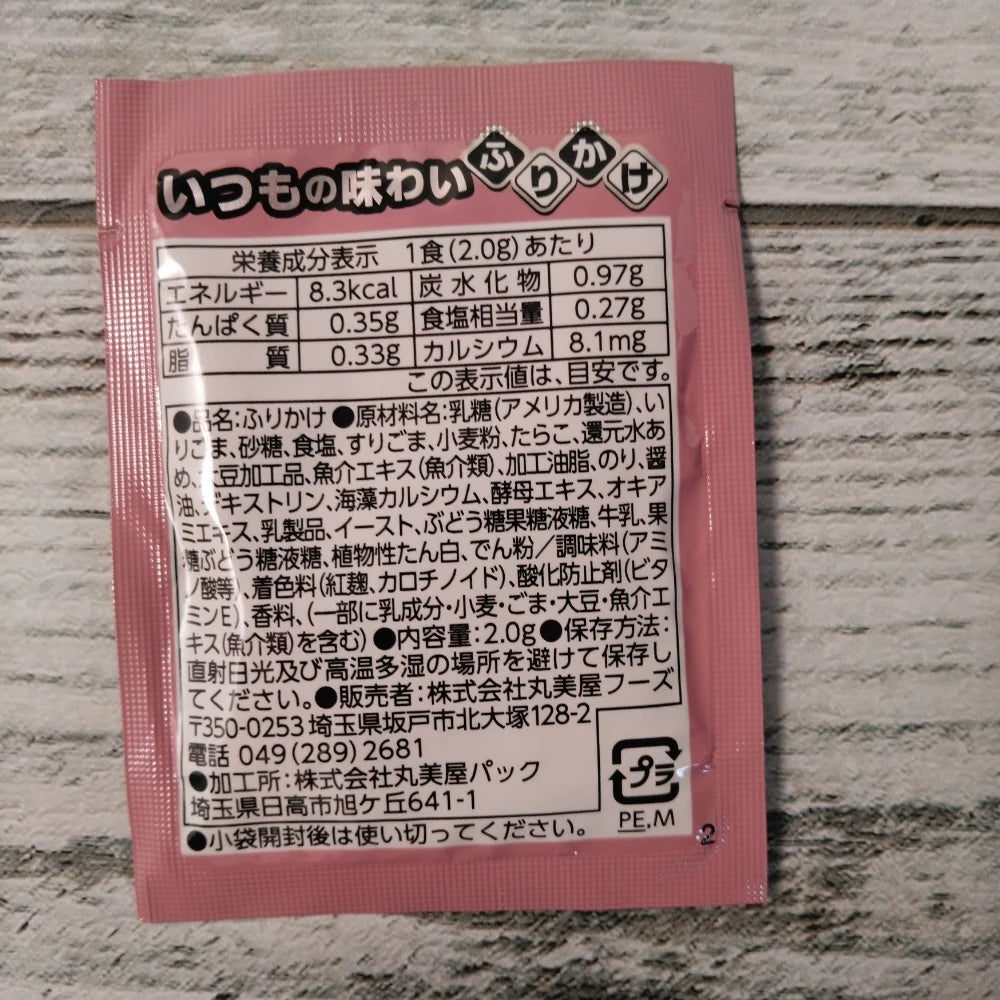 いつもの味わい ふりかけ
栄養成分表示 1食(2.0g)あたり
エネルギー 8.3kcal 炭水化物 0.97g
たんぱく質 0.35g 食塩相当量 0.27g
脂質 0.33g カルシウム 8.1mg
この表示値は、目安です。
●品名:ふりかけ ●原材料名:乳糖(アメリカ製造)、い
りごま、砂糖、食塩、すりごま、小麦粉、たらこ、還元水あ
め、大豆加工品、魚介エキス(魚介類)、加工油脂、のり、醤
油、デキストリン、海藻カルシウム、酵母エキス、オキア
ミエキス、乳製品、イースト、ぶどう糖果糖液糖、牛乳、果
糖ぶどう糖液糖、植物性たん白、でん粉/調味料(アミ
ノ酸等)、着色料(紅麹、カロチノイド)、酸化防止剤(ビタ
ミンE)、香料、(一部に乳成分・小麦・ごま・大豆・魚介エ
キス(魚介類)を含む) ●内容量:2.0g ●保存方法:
直射日光及び高温多湿の場所を避けて保存し
てください。●販売者:株式会社丸美屋フーズ
〒350-0253 埼玉県坂戸市北大塚128-2
電話 049(289)2681
●加工所:株式会社丸美屋パック
埼玉県日高市旭ケ丘641-1
●小袋開封後は使い切ってください。
プラ
PE,M
2